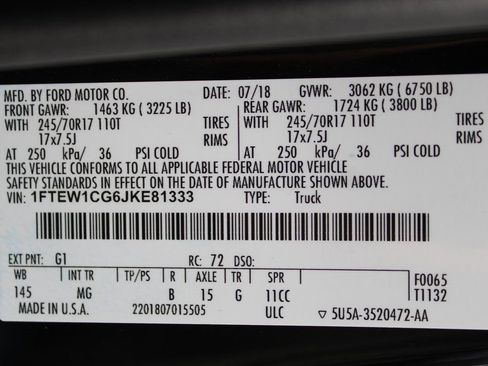 MFD. BY FORD MOTOR CO. DATE: 07/18 GVWR: 3062 KG ( 6750 LB)
FRONT GAWR: 1463 KG ( 3225 LB) REAR GAWR: 1724 KG ( 3800 LB)
WITH 245/70R17 110T TIRES WITH 245/70R17 110T TIRES
17x7.5J RIMS 17x7.5J RIMS
AT 250 kPa/ 36 PSI COLD AT 250 kPa/ 36 PSI COLD
THIS VEHICLE CONFORMS TO ALL APPLICABLE FEDERAL MOTOR VEHICLE
SAFETY STANDARDS IN EFFECT ON THE DATE OF MANUFACTURE SHOWN ABOVE.
VIN: 1FTEW1CG6JKE81333 TYPE: Truck
EXT PNT: G1 RC: 72 DSO:
WB INT TR TP/PS R AXLE TR SPR F0065
145 MG B 15 G 11CC T1132
MADE IN U.S.A. 2201807015505 ULC ▽ 5U5A-3520472-AA